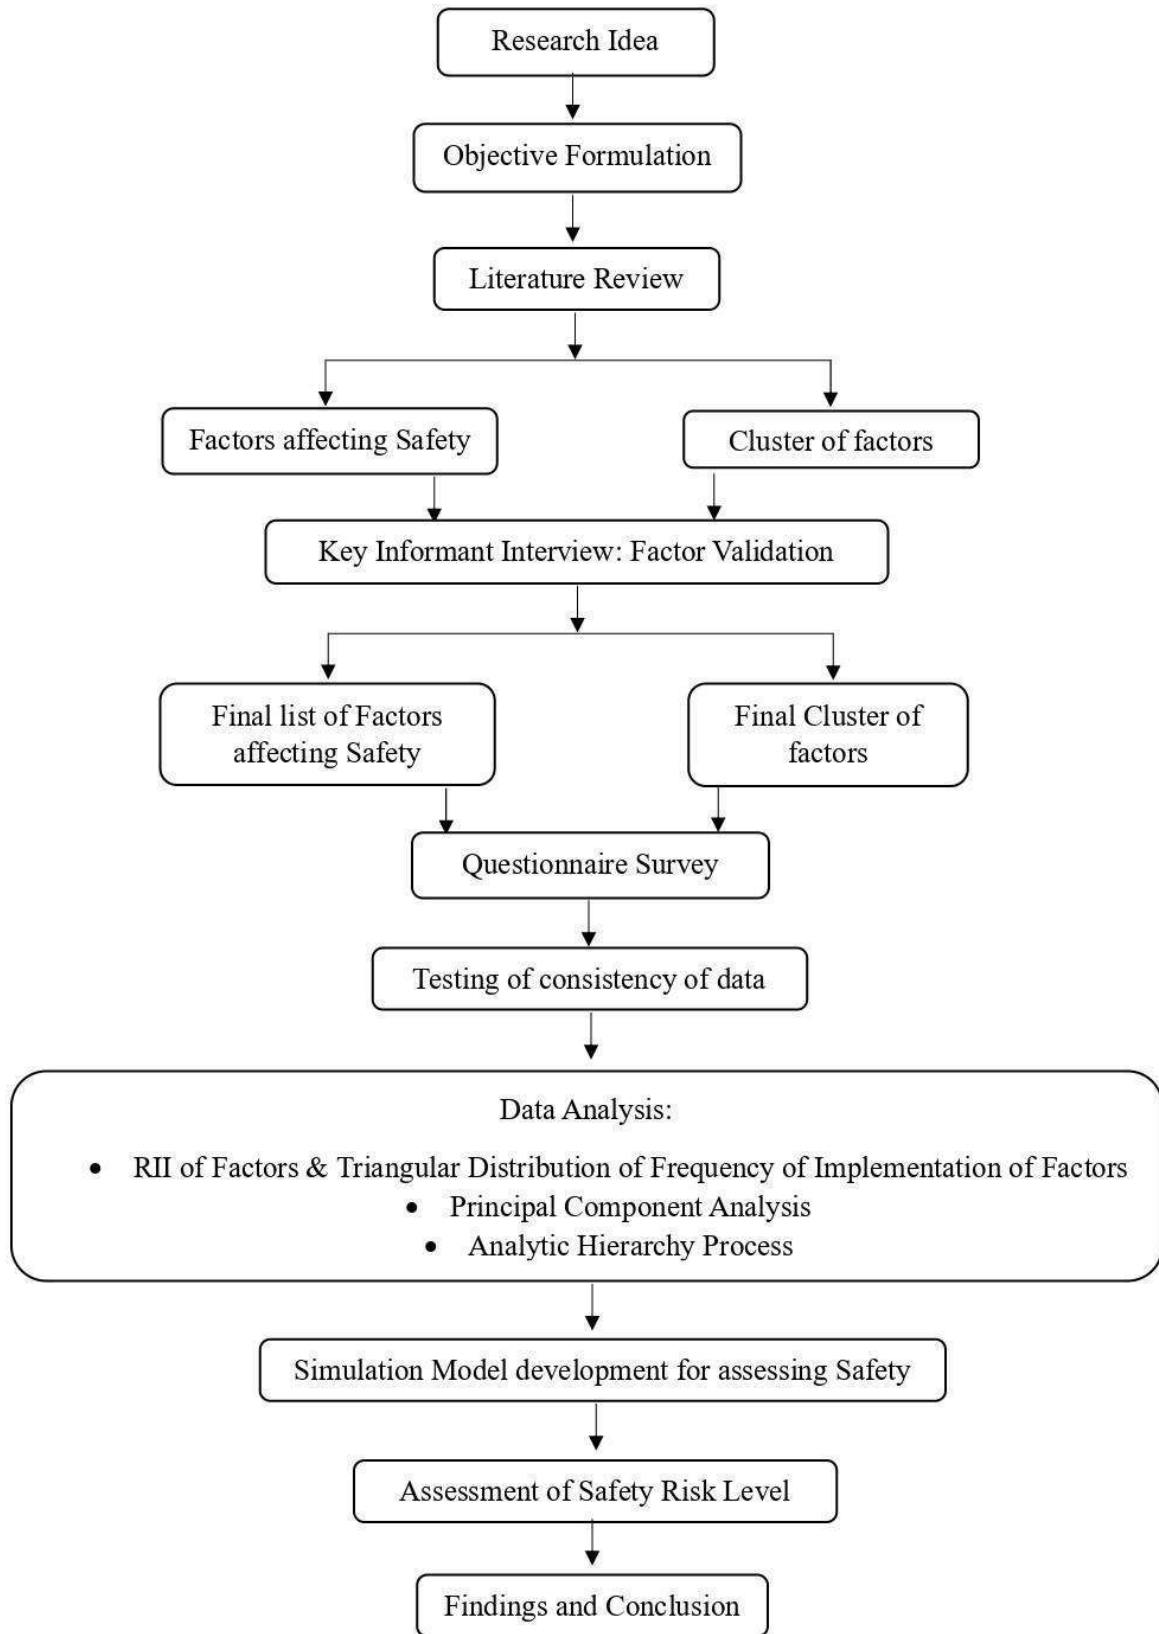 Research Idea
Objective Formulation
Literature Review
Factors affecting Safety
Cluster of factors
Key Informant Interview: Factor Validation
Final list of Factors
affecting Safety
Final Cluster of
factors
Questionnaire Survey
Testing of consistency of data
Data Analysis:
• RII of Factors & Triangular Distribution of Frequency of Implementation of Factors
• Principal Component Analysis
• Analytic Hierarchy Process
Simulation Model development for assessing Safety
Assessment of Safety Risk Level
Findings and Conclusion